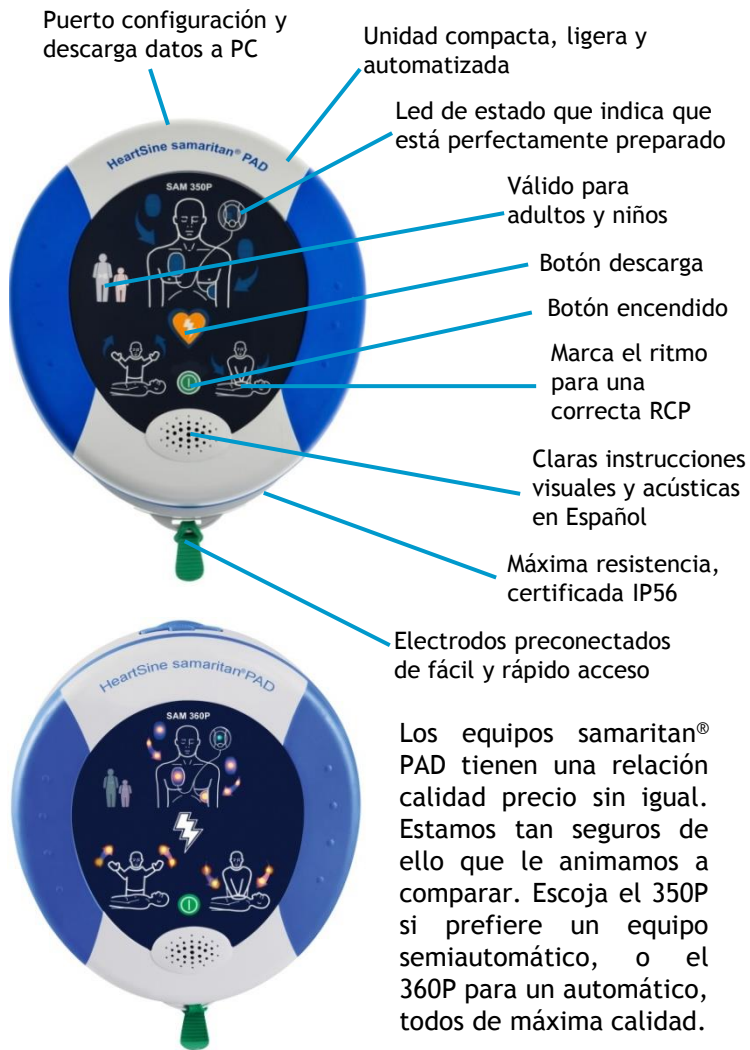 Puerto configuración y
descarga datos a PC
Unidad compacta, ligera y
automatizada
Led de estado que indica que
está perfectamente preparado
HeartSine samaritan® PAD
SAM 350P
Válido para
adultos y niños
Botón descarga
Botón encendido
Marca el ritmo
para una
correcta RCP
Claras instrucciones
visuales y acústicas
en Español
Máxima resistencia,
certificada IP56
Electrodos preconectados
de fácil y rápido acceso
HeartSine samaritan® PAD
SAM 360P
Los equipos samaritan®
PAD tienen una relación
calidad precio sin igual.
Estamos tan seguros de
ello que le animamos a
comparar. Escoja el 350P
si prefiere un equipo
semiautomático, o el
360P para un automático,
todos de máxima calidad.